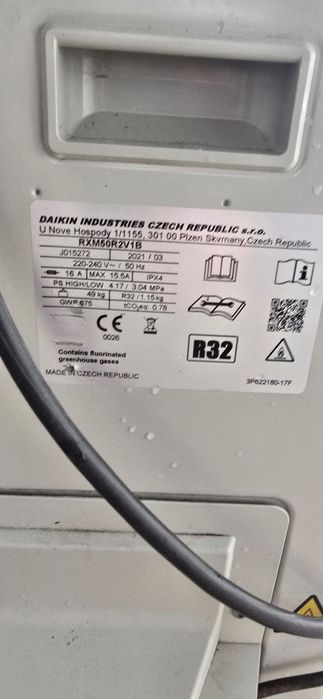 DAIKIN INDUSTRIES CZECH REPUBLIC s.r.o.
U Nove Hospody 1/1155, 301 00 Plzen Skvrnany,Czech Republic
RXM50R2V1B
J015272 2021 / 03
220-240 V~ / 50 Hz
16 A MAX 15.5A IPX4
PS HIGH/LOW 4.17 / 3.04 MPa
49 kg R32 / 1.15 kg
GWP 675 tCO₂eq. 0.78
CE
0026
R32
Contains fluorinated
greenhouse gases
MADE IN CZECH REPUBLIC
3P622180-17F